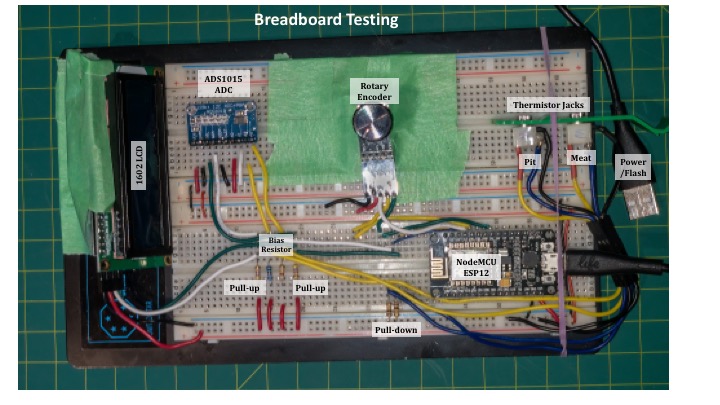 Breadboard Testing
ADS1015
ADC
Rotary
Encoder
Thermistor Jacks
1602 LCD
Pit
Meat
Power
/Flash
Bias
Resistor
NodeMCU
ESP12
Pull-up
Pull-up
Pull-down